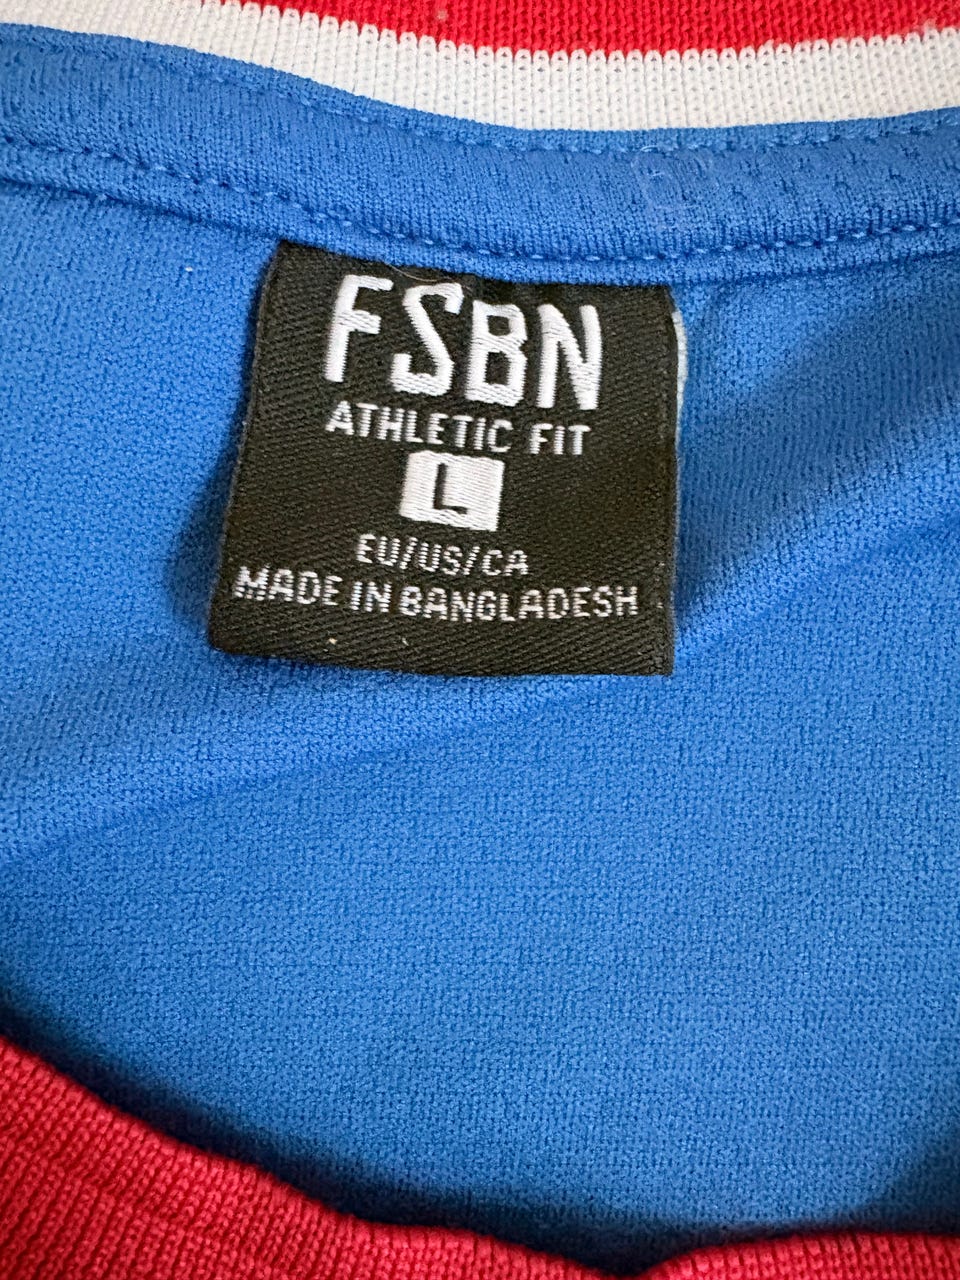 FSBN
ATHLETIC FIT
L
EU/US/CA
MADE IN BANGLADESH